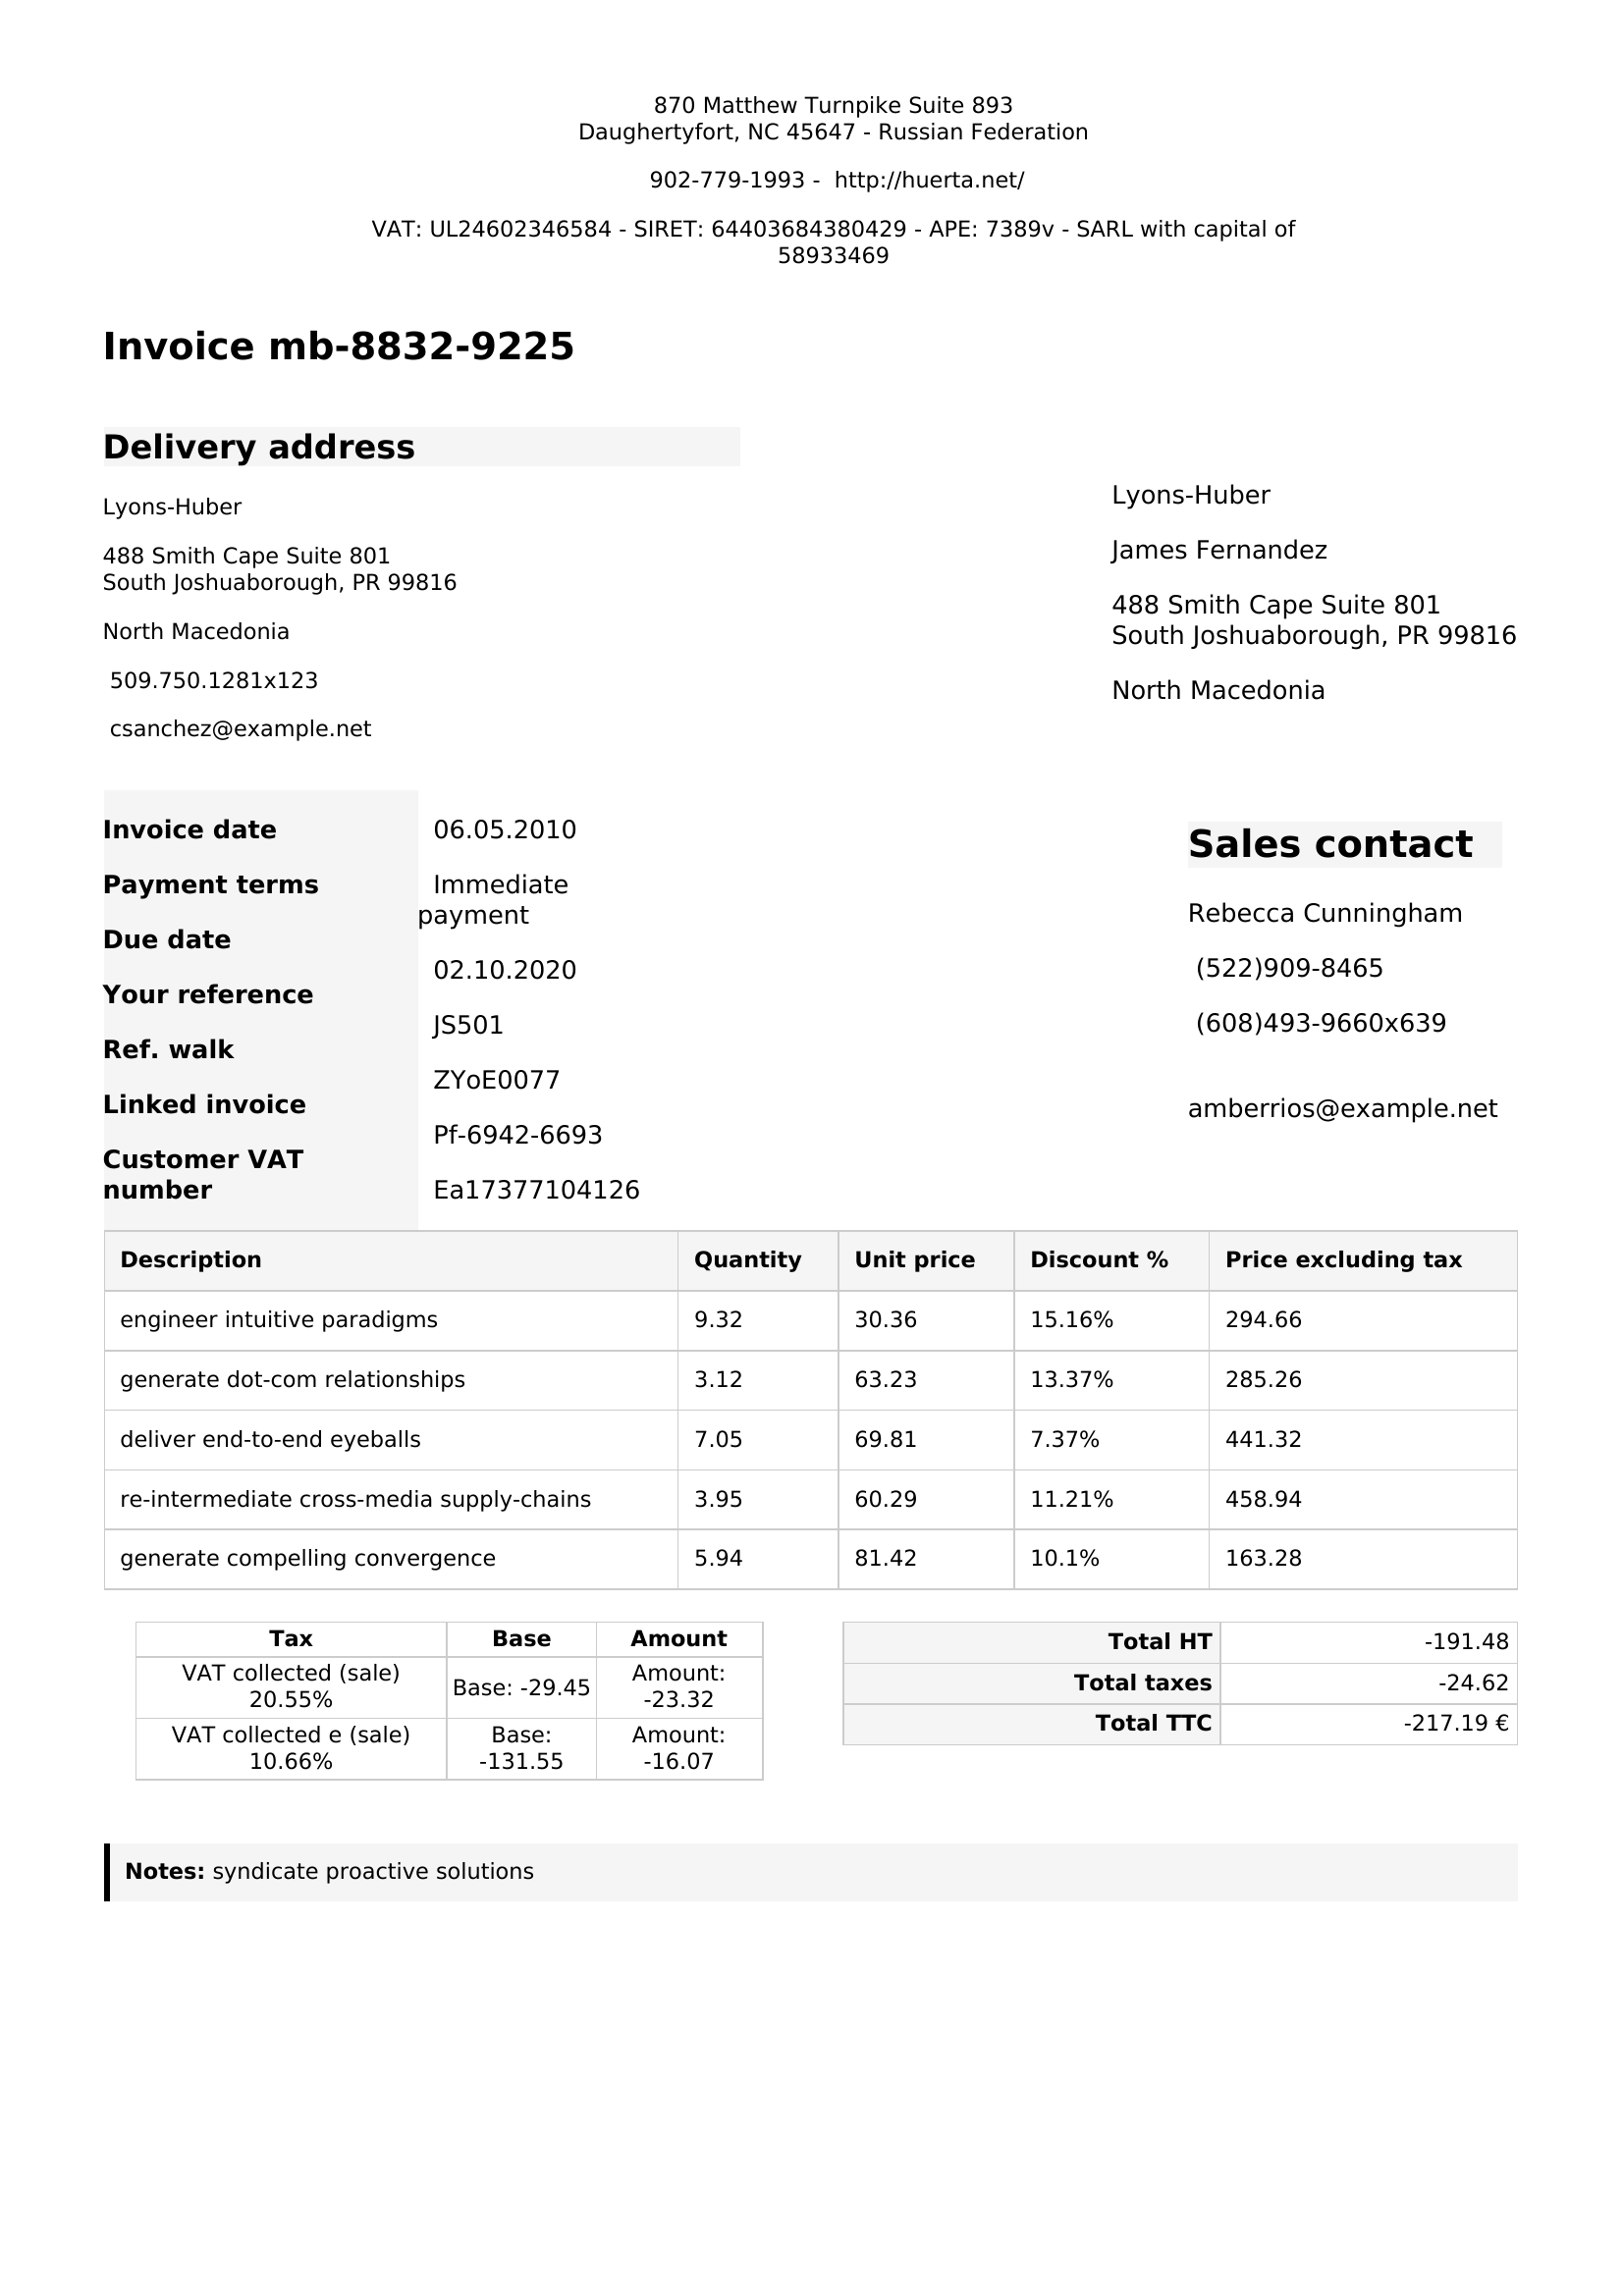 870 Matthew Turnpike Suite 893
Daughertyfort, NC 45647 - Russian Federation
902-779-1993 - http://huerta.net/
VAT: UL24602346584 - SIRET: 64403684380429 - APE: 7389v - SARL with capital of
58933469
Invoice mb-8832-9225
Delivery address
Lyons-Huber
488 Smith Cape Suite 801
South Joshuaborough, PR 99816
North Macedonia
509.750.1281x123
csanchez@example.net
Lyons-Huber
James Fernandez
488 Smith Cape Suite 801
South Joshuaborough, PR 99816
North Macedonia
Invoice date
Payment terms
Due date
Your reference
Ref. walk
Linked invoice
Customer VAT
number
06.05.2010
Immediate
payment
02.10.2020
JS501
ZYoE0077
Pf-6942-6693
Ea17377104126
Sales contact
Rebecca Cunningham
(522)909-8465
(608)493-9660x639
amberrios@example.net
Description Quantity Unit price Discount % Price excluding tax
engineer intuitive paradigms 9.32 30.36 15.16% 294.66
generate dot-com relationships 3.12 63.23 13.37% 285.26
deliver end-to-end eyeballs 7.05 69.81 7.37% 441.32
re-intermediate cross-media supply-chains 3.95 60.29 11.21% 458.94
generate compelling convergence 5.94 81.42 10.1% 163.28
Tax Base Amount
VAT collected (sale)
20.55%
Base: -29.45
Amount:
-23.32
VAT collected e (sale)
10.66%
Base:
-131.55
Amount:
-16.07
Total HT -191.48
Total taxes -24.62
Total TTC -217.19 €
Notes: syndicate proactive solutions